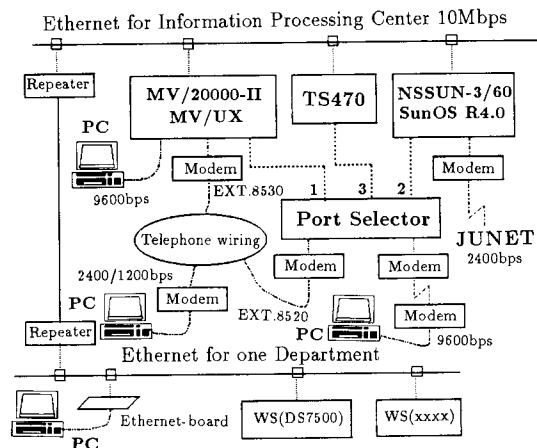 Ethernet for Information Processing Center 10Mbps
Repeater
MV/20000-II
MV/UX
TS470
NSSUN-3/60
SunOS R4.0
PC
9600bps
Modem
EXT.8530
1
3
2
Modem
Port Selector
JUNET
2400bps
Telephone wiring
Modem
Modem
2400/1200bps
PC
Modem
EXT.8520
PC
Modem
9600bps
Repeater
Ethernet for one Department
PC
Ethernet-board
WS(DS7500)
WS(xxxx)